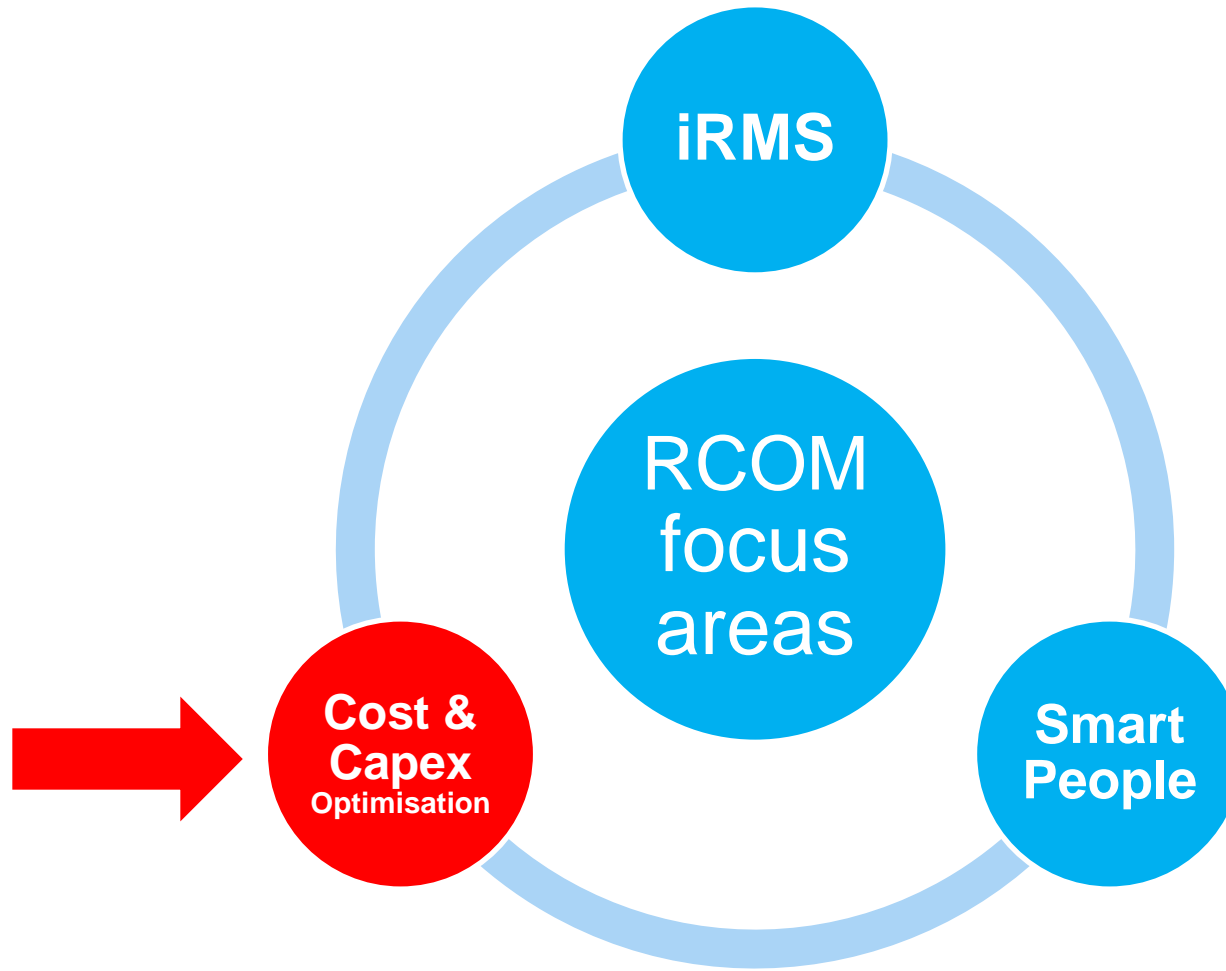 iRMS
RCOM
focus
areas
Cost &
Capex
Optimisation
Smart
People